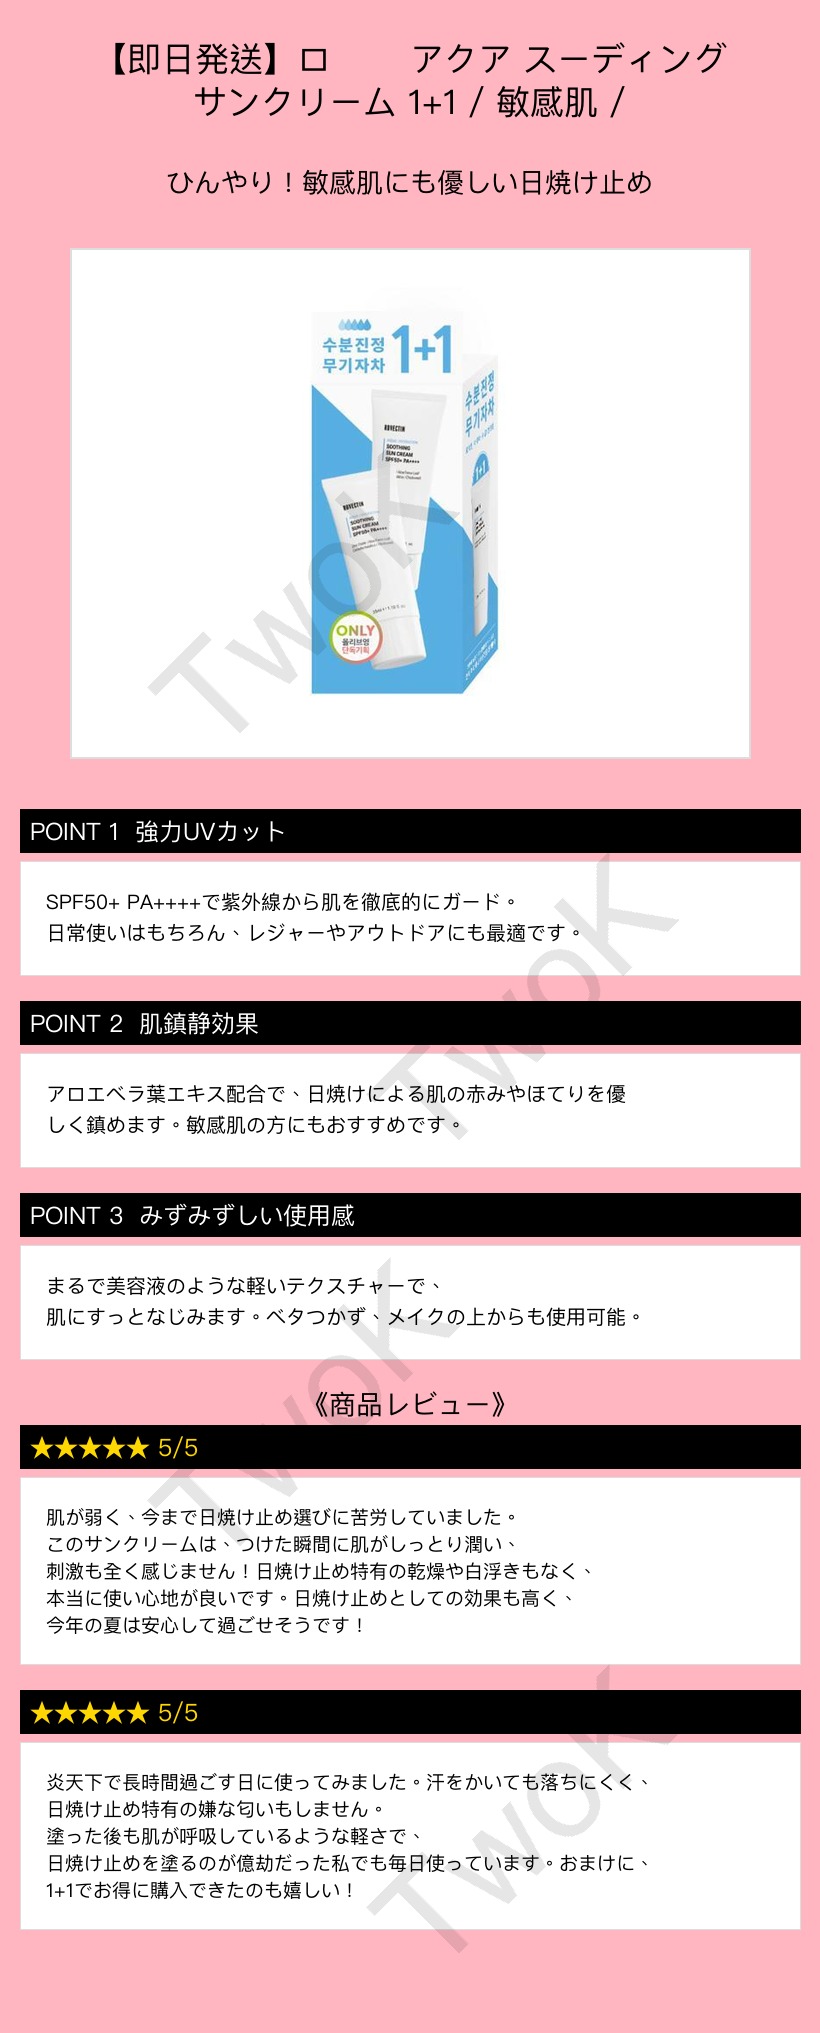 【即日発送】ロ　　アクア スーディング
サンクリーム 1+1 / 敏感肌 /
ひんやり！敏感肌にも優しい日焼け止め
수분진정
무기자차
1+1
ROVECTIN
SOOTHING
SUN CREAM
SPF50+ PA++++
ROVECTIN
SOOTHING
SUN CREAM
SPF50+ PA++++
ONLY
올리브영
단독기획
수분진정
무기자차
1+1
TwoK
POINT 1 強力UVカット
SPF50+ PA++++で紫外線から肌を徹底的にガード。
日常使いはもちろん、レジャーやアウトドアにも最適です。
TwoK
POINT 2 肌鎮静効果
アロエベラ葉エキス配合で、日焼けによる肌の赤みやほてりを優
しく鎮めます。敏感肌の方にもおすすめです。
POINT 3 みずみずしい使用感
まるで美容液のような軽いテクスチャーで、
肌にすっとなじみます。ベタつかず、メイクの上からも使用可能。
TwoK
《商品レビュー》
★★★★★ 5/5
肌が弱く、今まで日焼け止め選びに苦労していました。
このサンクリームは、つけた瞬間に肌がしっとり潤い、
刺激も全く感じません！日焼け止め特有の乾燥や白浮きもなく、
本当に使い心地が良いです。日焼け止めとしての効果も高く、
今年の夏は安心して過ごせそうです！
★★★★★ 5/5
炎天下で長時間過ごす日に使ってみました。汗をかいても落ちにくく、
日焼け止め特有の嫌な匂いもしません。
塗った後も肌が呼吸しているような軽さで、
日焼け止めを塗るのが億劫だった私でも毎日使っています。おまけに、
1+1でお得に購入できたのも嬉しい！
TwoK